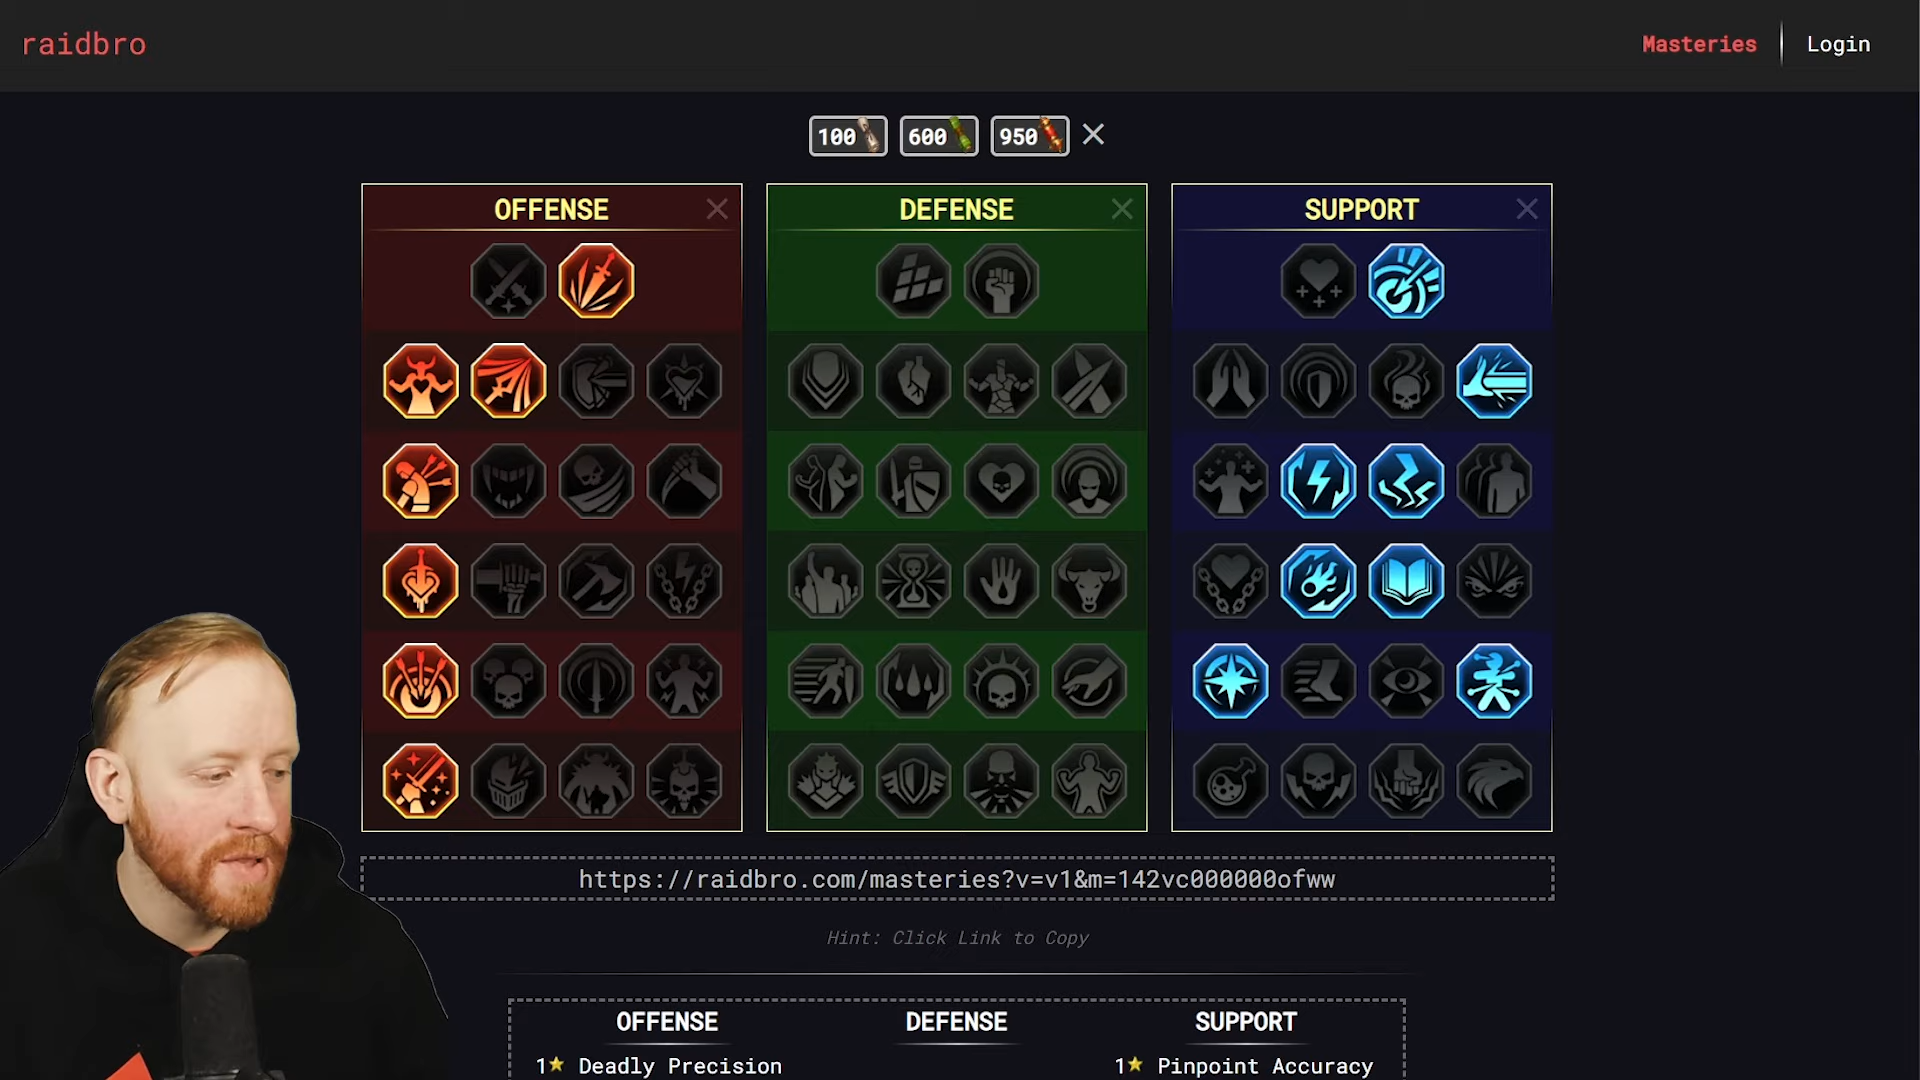 raidbro
Masteries
Login
100
600
950
OFFENSE
DEFENSE
SUPPORT
https://raidbro.com/masteries?v=v1&m=142vc000000ofww
Hint: Click Link to Copy
OFFENSE
DEFENSE
SUPPORT
1 Deadly Precision
1 Pinpoint Accuracy